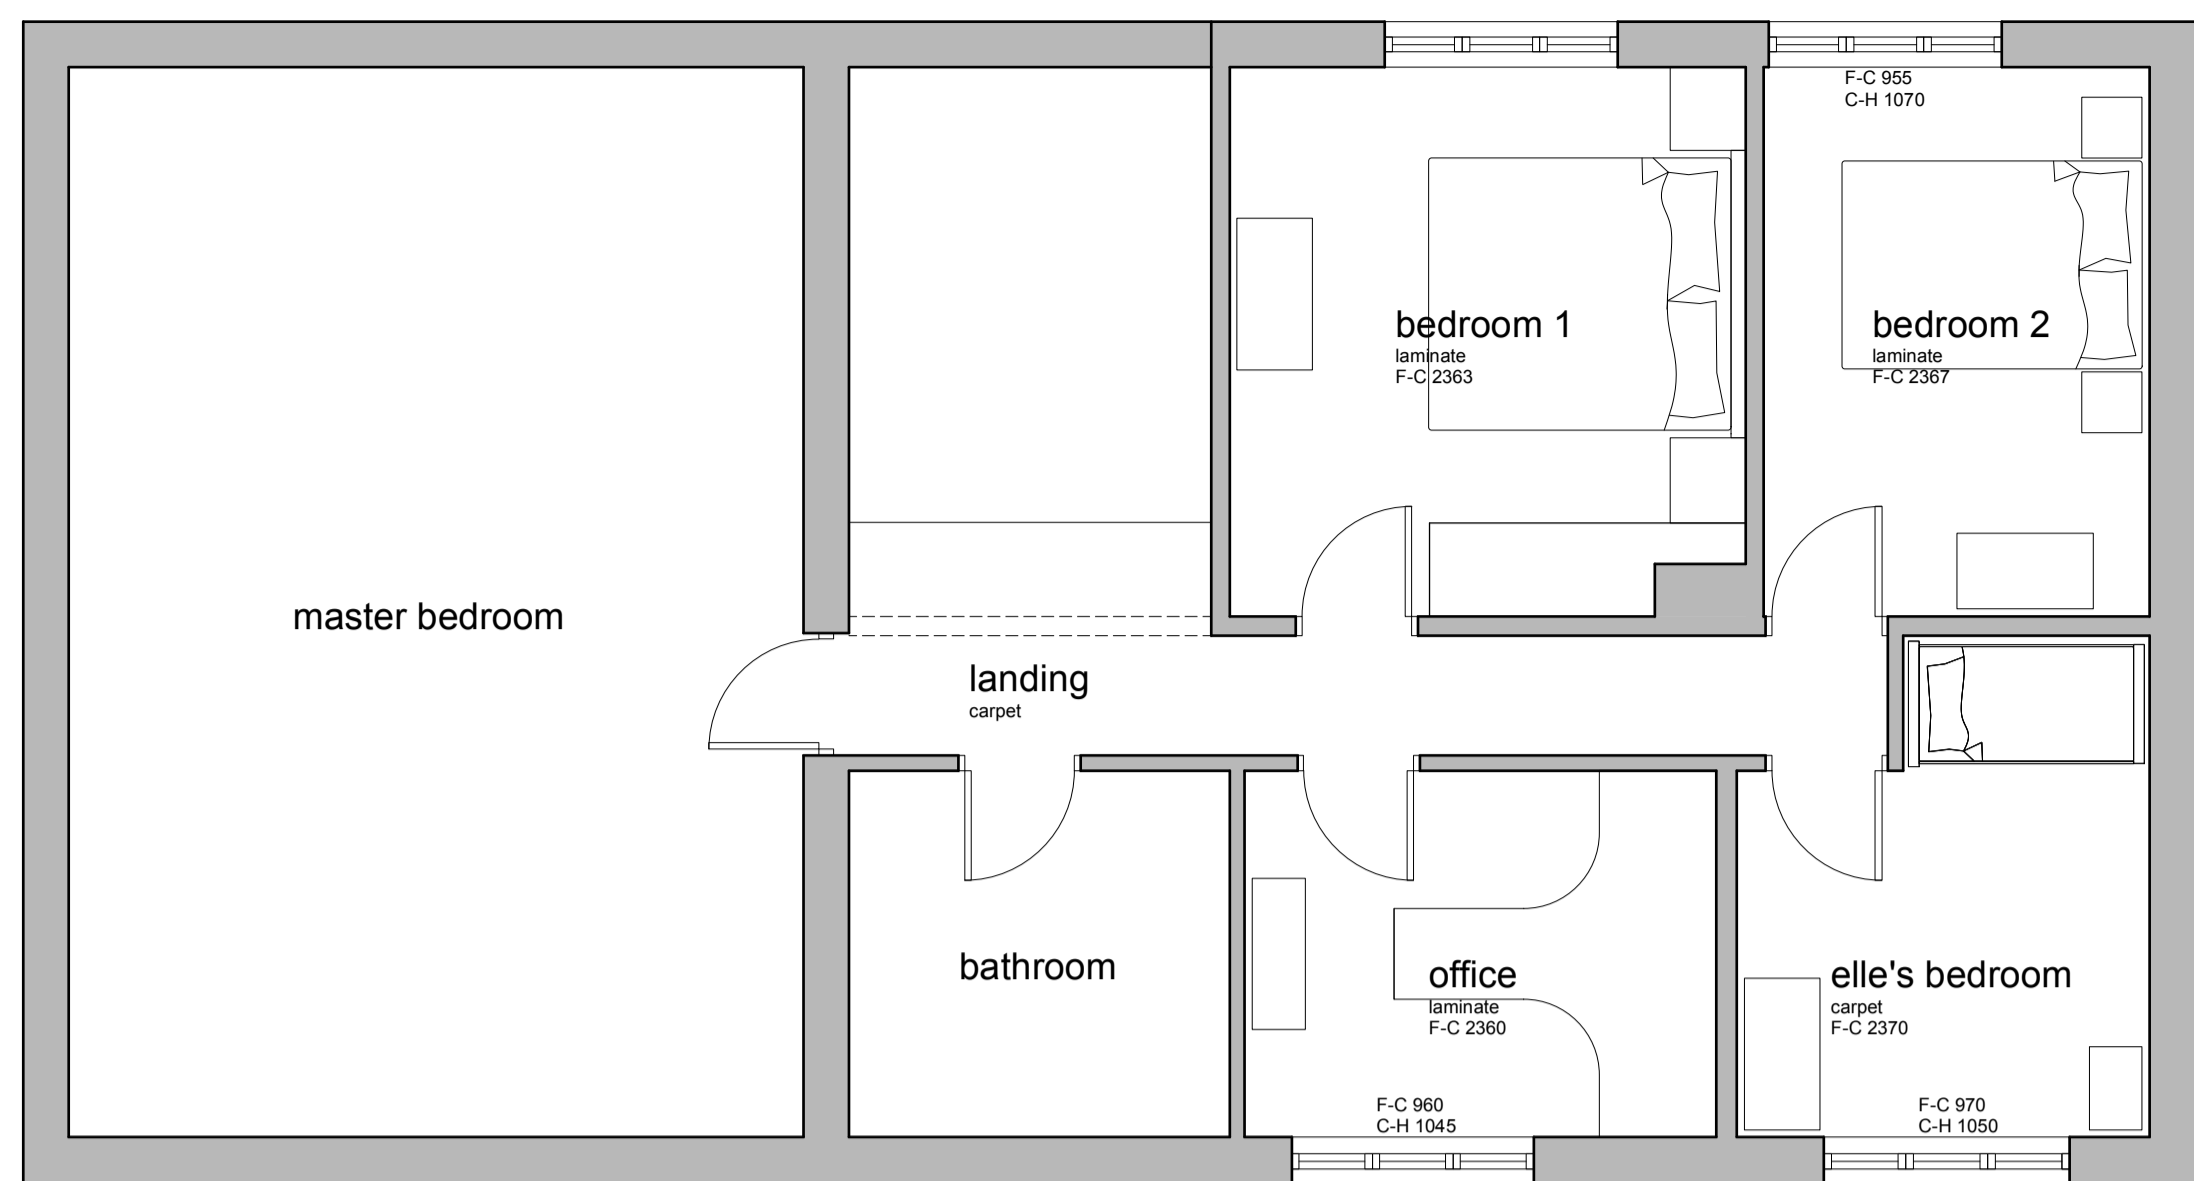 F-C 955
C-H 1070
bedroom 1
laminate
F-C 2363
bedroom 2
laminate
F-C 2367
master bedroom
landing
carpet
bathroom
office
laminate
F-C 2360
elle's bedroom
carpet
F-C 2370
F-C 960
C-H 1045
F-C 970
C-H 1050